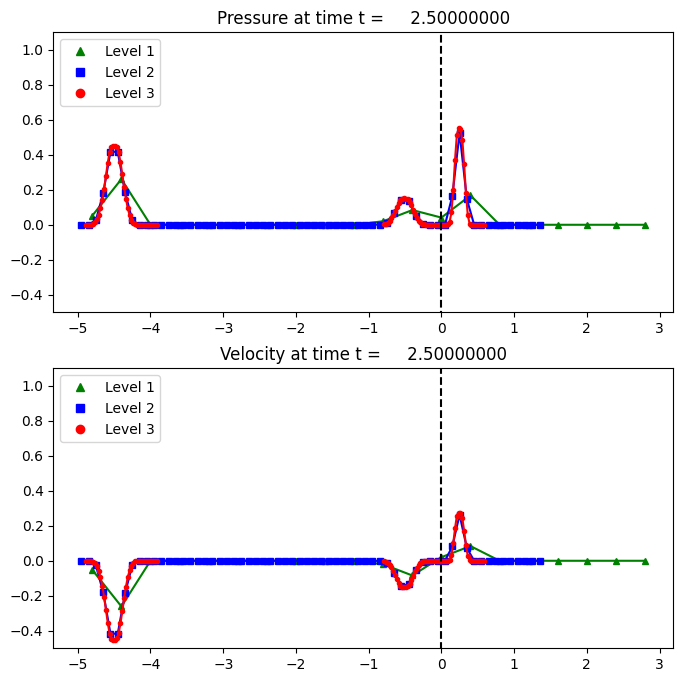 Pressure at time t = 2.50000000
1.0
0.8
0.6
0.4
0.2
0.0
−0.2
−0.4
Level 1
Level 2
Level 3
−5 −4 −3 −2 −1 0 1 2 3
Velocity at time t = 2.50000000
1.0
0.8
0.6
0.4
0.2
0.0
−0.2
−0.4
Level 1
Level 2
Level 3
−5 −4 −3 −2 −1 0 1 2 3